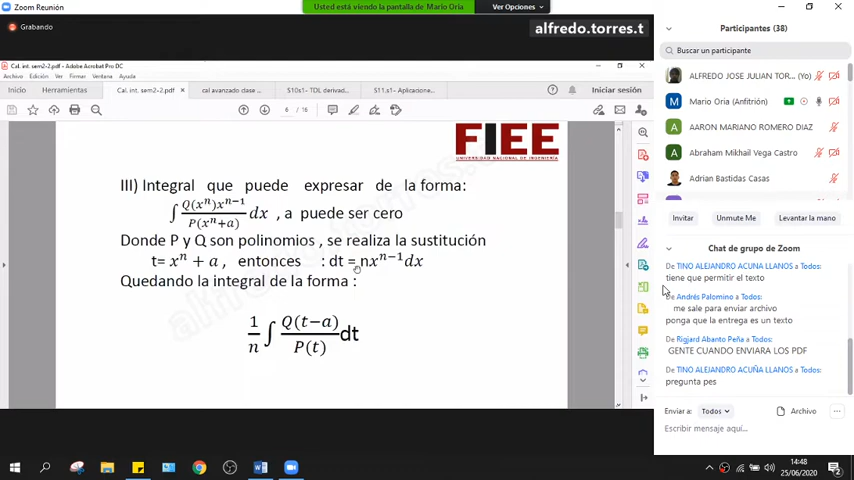 Zoom Reunión
Usted está viendo la pantalla de Mario Oria
Ver Opciones
Grabando
alfredo.torres.t
Cal. int. sem2-2.pdf - Adobe Acrobat Pro DC
Archivo Edición Ver Firmar Ventana Ayuda
Inicio Herramientas Cal. int. sem2-2.pdf cal avanzado clase ... S10x1- TDL derivad... S11.s1- Aplicacione... Iniciar sesión
6 / 16
FIEE
UNIVERSIDAD NACIONAL DE INGENIERÍA
III) Integral que puede expresar de la forma:
∫ Q(xⁿ)xⁿ⁻¹ / P(xⁿ+a) dx , a puede ser cero
Donde P y Q son polinomios , se realiza la sustitución
t= xⁿ + a , entonces : dt = nxⁿ⁻¹dx
Quedando la integral de la forma :
1/n ∫ Q(t−a) / P(t) dt
alfredo.torres.t
Participantes (38)
Buscar un participante
ALFREDO JOSE JULIAN TOR... (Yo)
Mario Oria (Anfitrión)
AARON MARIANO ROMERO DIAZ
Abraham Mikhail Vega Castro
Adrian Bastidas Casas
Invitar Unmute Me Levantar la mano
Chat de grupo de Zoom
De TINO ALEJANDRO ACUÑA LLANOS a Todos:
tiene que permitir el texto
De Andrés Palomino a Todos:
me sale para enviar archivo
ponga que la entrega es un texto
De Rigjard Abanto Peña a Todos:
GENTE CUANDO ENVIARA LOS PDF
De TINO ALEJANDRO ACUÑA LLANOS a Todos:
pregunta pes
Enviar a: Todos Archivo ...
Escribir mensaje aquí...
14:48
25/06/2020
2